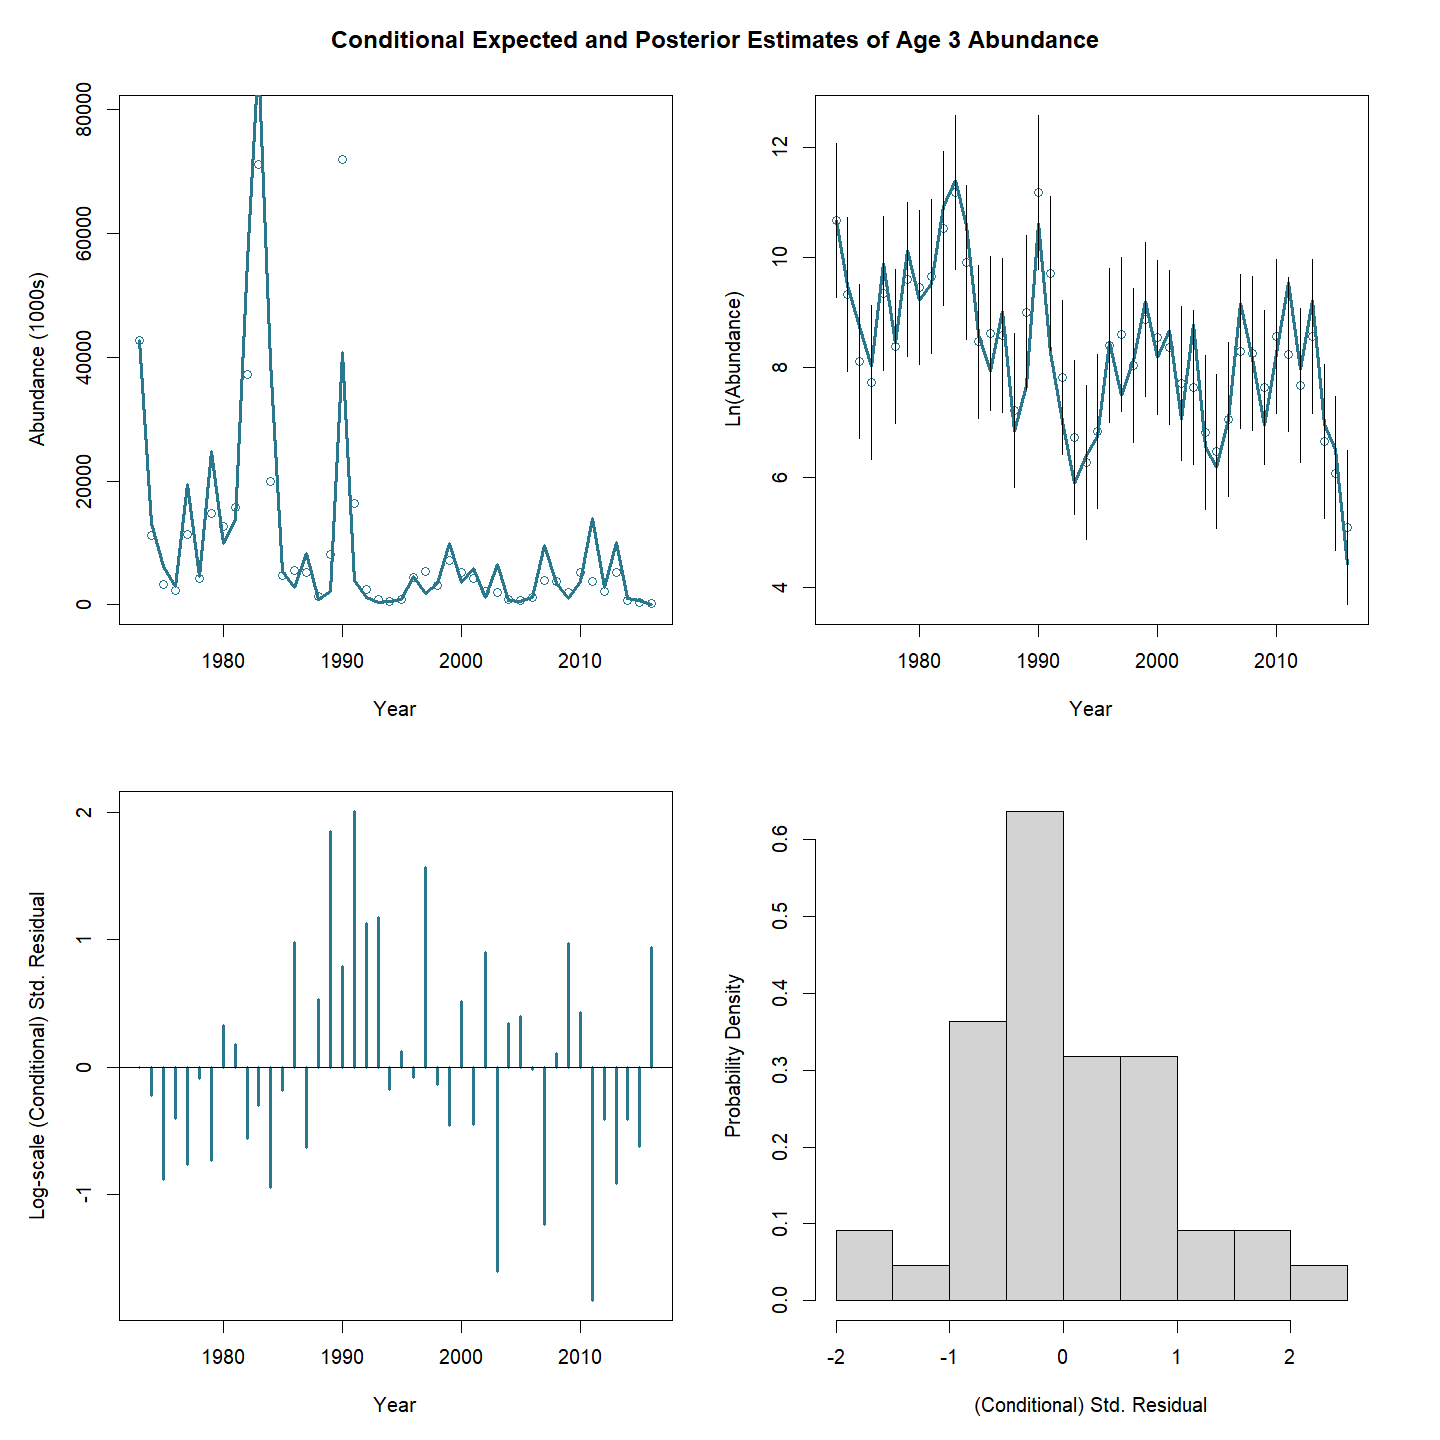 Conditional Expected and Posterior Estimates of Age 3 Abundance
Abundance (1000s)
80000
60000
40000
20000
0
1980 1990 2000 2010
Year
Ln(Abundance)
12
10
8
6
4
1980 1990 2000 2010
Year
Log-scale (Conditional) Std. Residual
2
1
0
-1
1980 1990 2000 2010
Year
Probability Density
0.6
0.5
0.4
0.3
0.2
0.1
0.0
-2 -1 0 1 2
(Conditional) Std. Residual